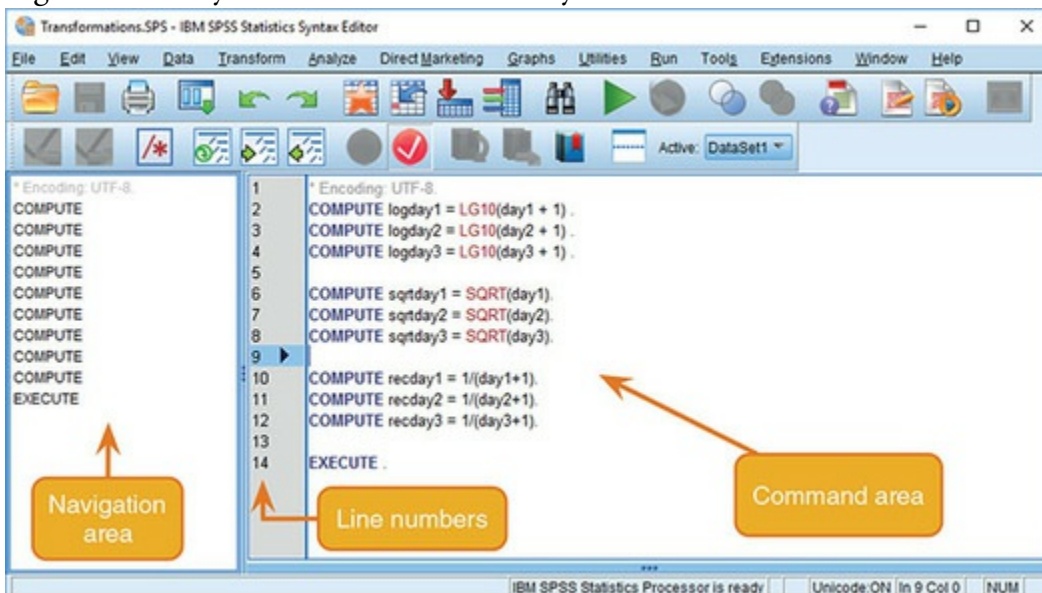 Transformations.SPS - IBM SPSS Statistics Syntax Editor
File Edit View Data Transform Analyze Direct Marketing Graphs Utilities Run Tools Extensions Window Help
/* Active: DataSet1
* Encoding: UTF-8.
COMPUTE
COMPUTE
COMPUTE
COMPUTE
COMPUTE
COMPUTE
COMPUTE
COMPUTE
COMPUTE
EXECUTE
Navigation
area
1 * Encoding: UTF-8.
2 COMPUTE logday1 = LG10(day1 + 1) .
3 COMPUTE logday2 = LG10(day2 + 1) .
4 COMPUTE logday3 = LG10(day3 + 1) .
5
6 COMPUTE sqrtday1 = SQRT(day1).
7 COMPUTE sqrtday2 = SQRT(day2).
8 COMPUTE sqrtday3 = SQRT(day3).
9
10 COMPUTE recday1 = 1/(day1+1).
11 COMPUTE recday2 = 1/(day2+1).
12 COMPUTE recday3 = 1/(day3+1).
13
14 EXECUTE .
Line numbers
Command area
IBM SPSS Statistics Processor is ready Unicode:ON In 9 Col 0 NUM